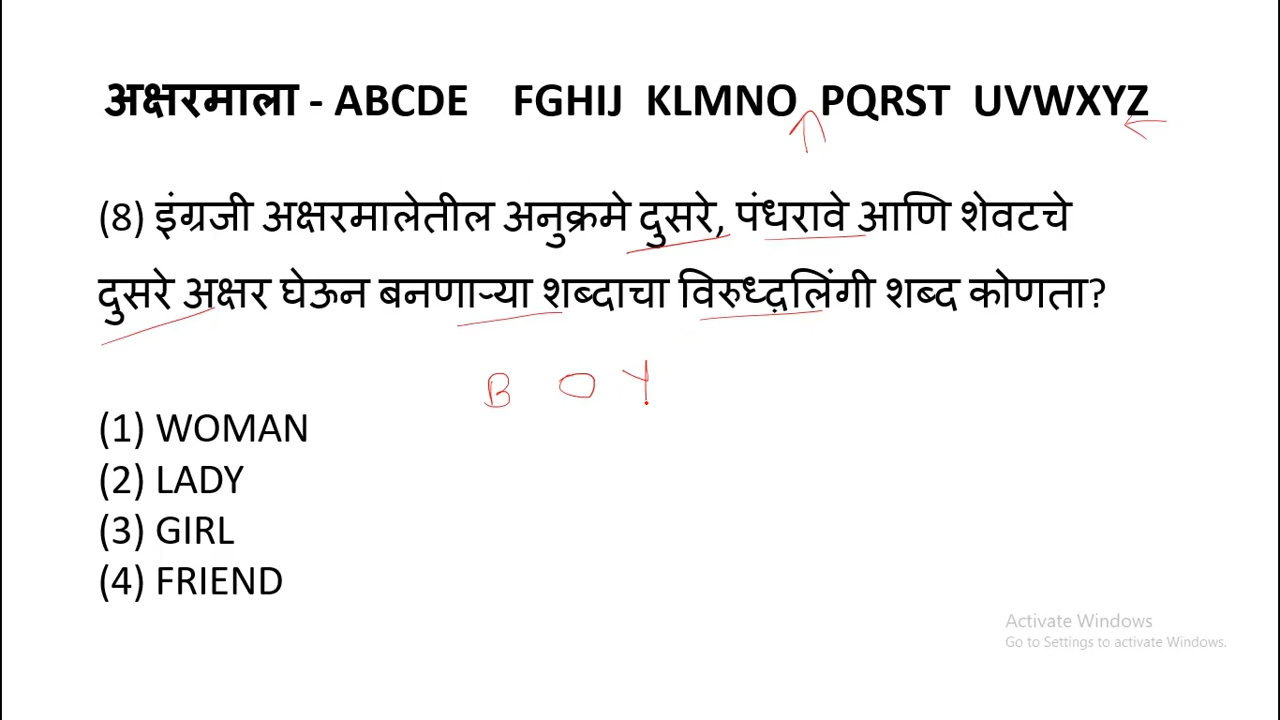 अक्षरमाला - ABCDE FGHIJ KLMNO PQRST UVWXYZ
(8) इंग्रजी अक्षरमालेतील अनुक्रमे दुसरे, पंधरावे आणि शेवटचे
दुसरे अक्षर घेऊन बनणाऱ्या शब्दाचा विरुध्द़लिंगी शब्द कोणता?
B O Y
(1) WOMAN
(2) LADY
(3) GIRL
(4) FRIEND
Activate Windows
Go to Settings to activate Windows.